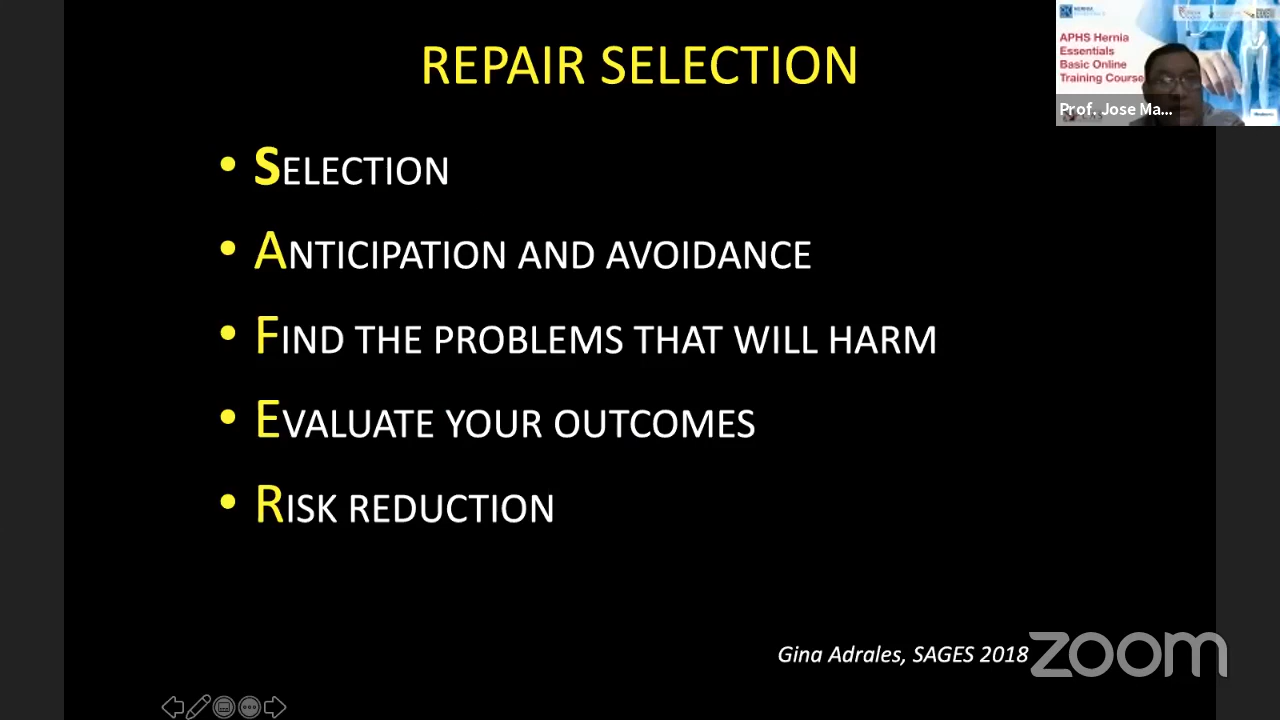 REPAIR SELECTION
• SELECTION
• ANTICIPATION AND AVOIDANCE
• FIND THE PROBLEMS THAT WILL HARM
• EVALUATE YOUR OUTCOMES
• RISK REDUCTION
Gina Adrales, SAGES 2018
zoom
APHS Hernia
Essentials
Basic Online
Training Course
Prof. Jose Ma...